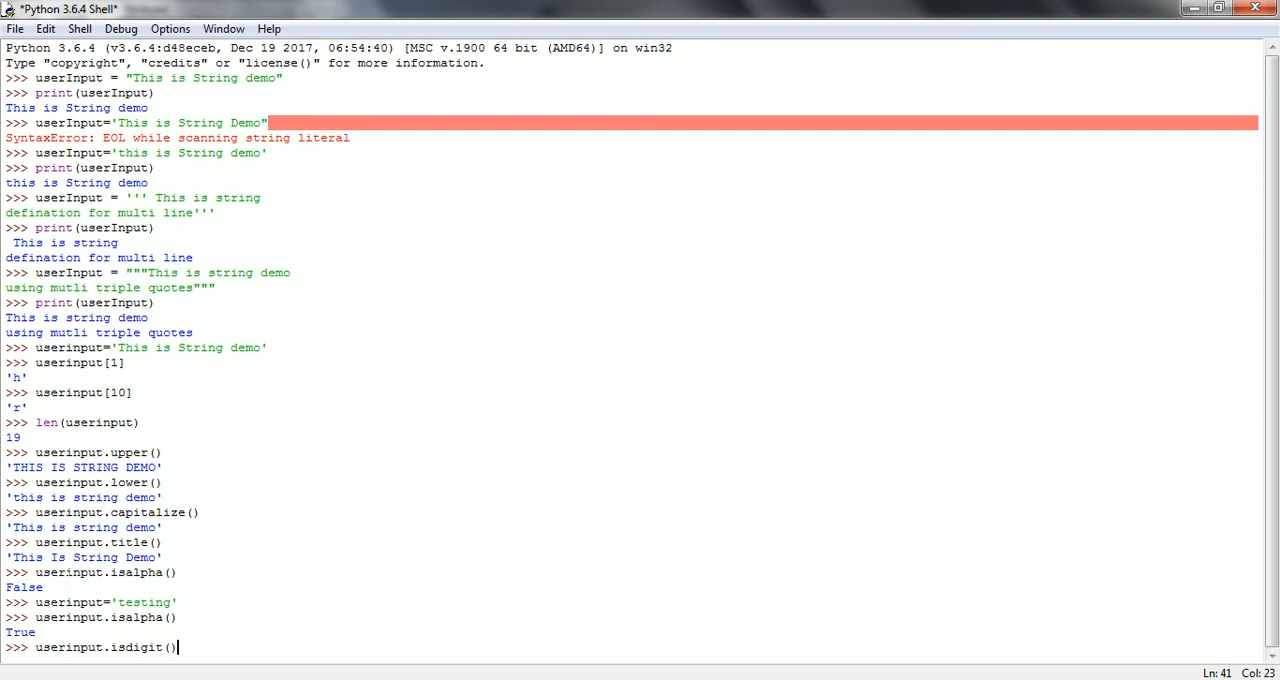 *Python 3.6.4 Shell*
File Edit Shell Debug Options Window Help
Python 3.6.4 (v3.6.4:d48eceb, Dec 19 2017, 06:54:40) [MSC v.1900 64 bit (AMD64)] on win32
Type "copyright", "credits" or "license()" for more information.
>>> userInput = "This is String demo"
>>> print(userInput)
This is String demo
>>> userInput='This is String Demo"
SyntaxError: EOL while scanning string literal
>>> userInput='this is String demo'
>>> print(userInput)
this is String demo
>>> userInput = ''' This is string
defination for multi line'''
>>> print(userInput)
 This is string
defination for multi line
>>> userInput = """This is string demo
using mutli triple quotes"""
>>> print(userInput)
This is string demo
using mutli triple quotes
>>> userinput='This is String demo'
>>> userinput[1]
'h'
>>> userinput[10]
'r'
>>> len(userinput)
19
>>> userinput.upper()
'THIS IS STRING DEMO'
>>> userinput.lower()
'this is string demo'
>>> userinput.capitalize()
'This is string demo'
>>> userinput.title()
'This Is String Demo'
>>> userinput.isalpha()
False
>>> userinput='testing'
>>> userinput.isalpha()
True
>>> userinput.isdigit()
Ln: 41 Col: 23